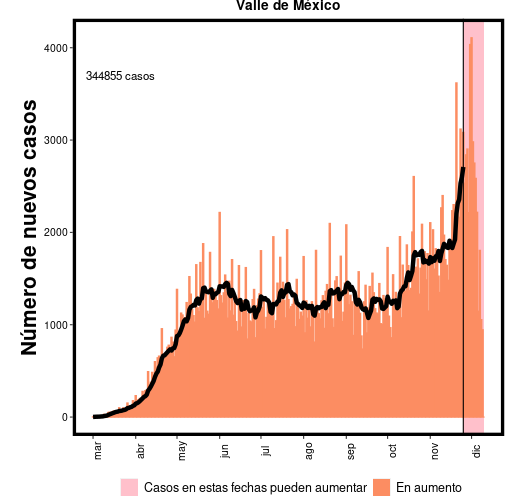 Valle de México
Número de nuevos casos
4000
3000
2000
1000
0
344855 casos
mar
abr
may
jun
jul
ago
sep
oct
nov
dic
Casos en estas fechas pueden aumentar
En aumento